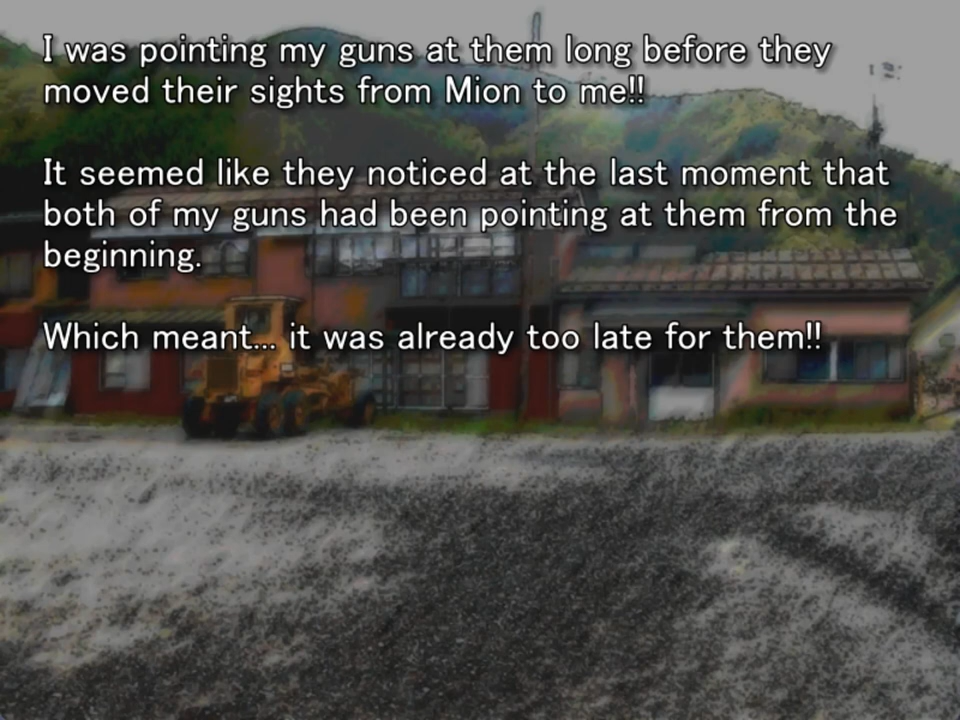 I was pointing my guns at them long before they
moved their sights from Mion to me!!
It seemed like they noticed at the last moment that
both of my guns had been pointing at them from the
beginning.
Which meant... it was already too late for them!!